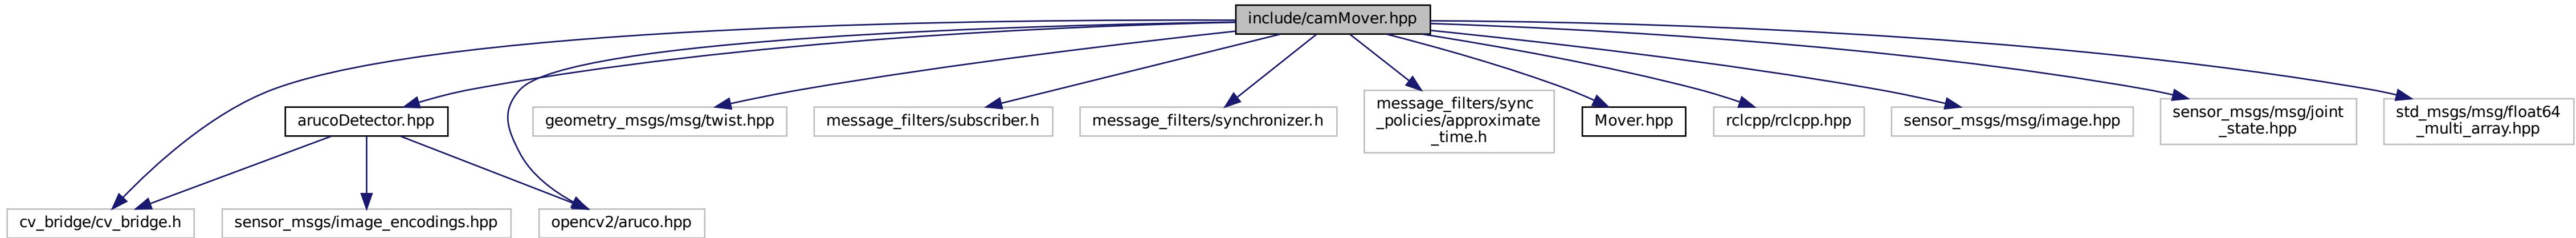 include/camMover.hpp
arucoDetector.hpp
geometry_msgs/msg/twist.hpp
message_filters/subscriber.h
message_filters/synchronizer.h
message_filters/sync
_policies/approximate
_time.h
Mover.hpp
rclcpp/rclcpp.hpp
sensor_msgs/msg/image.hpp
sensor_msgs/msg/joint
_state.hpp
std_msgs/msg/float64
_multi_array.hpp
cv_bridge/cv_bridge.h
sensor_msgs/image_encodings.hpp
opencv2/aruco.hpp